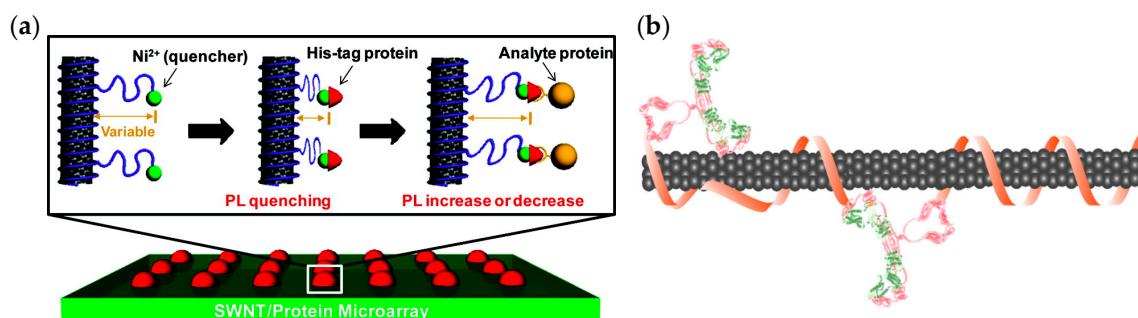 (a)
Ni2+ (quencher)
His-tag protein
Analyte protein
Variable
PL quenching
PL increase or decrease
SWNT/Protein Microarray
(b)